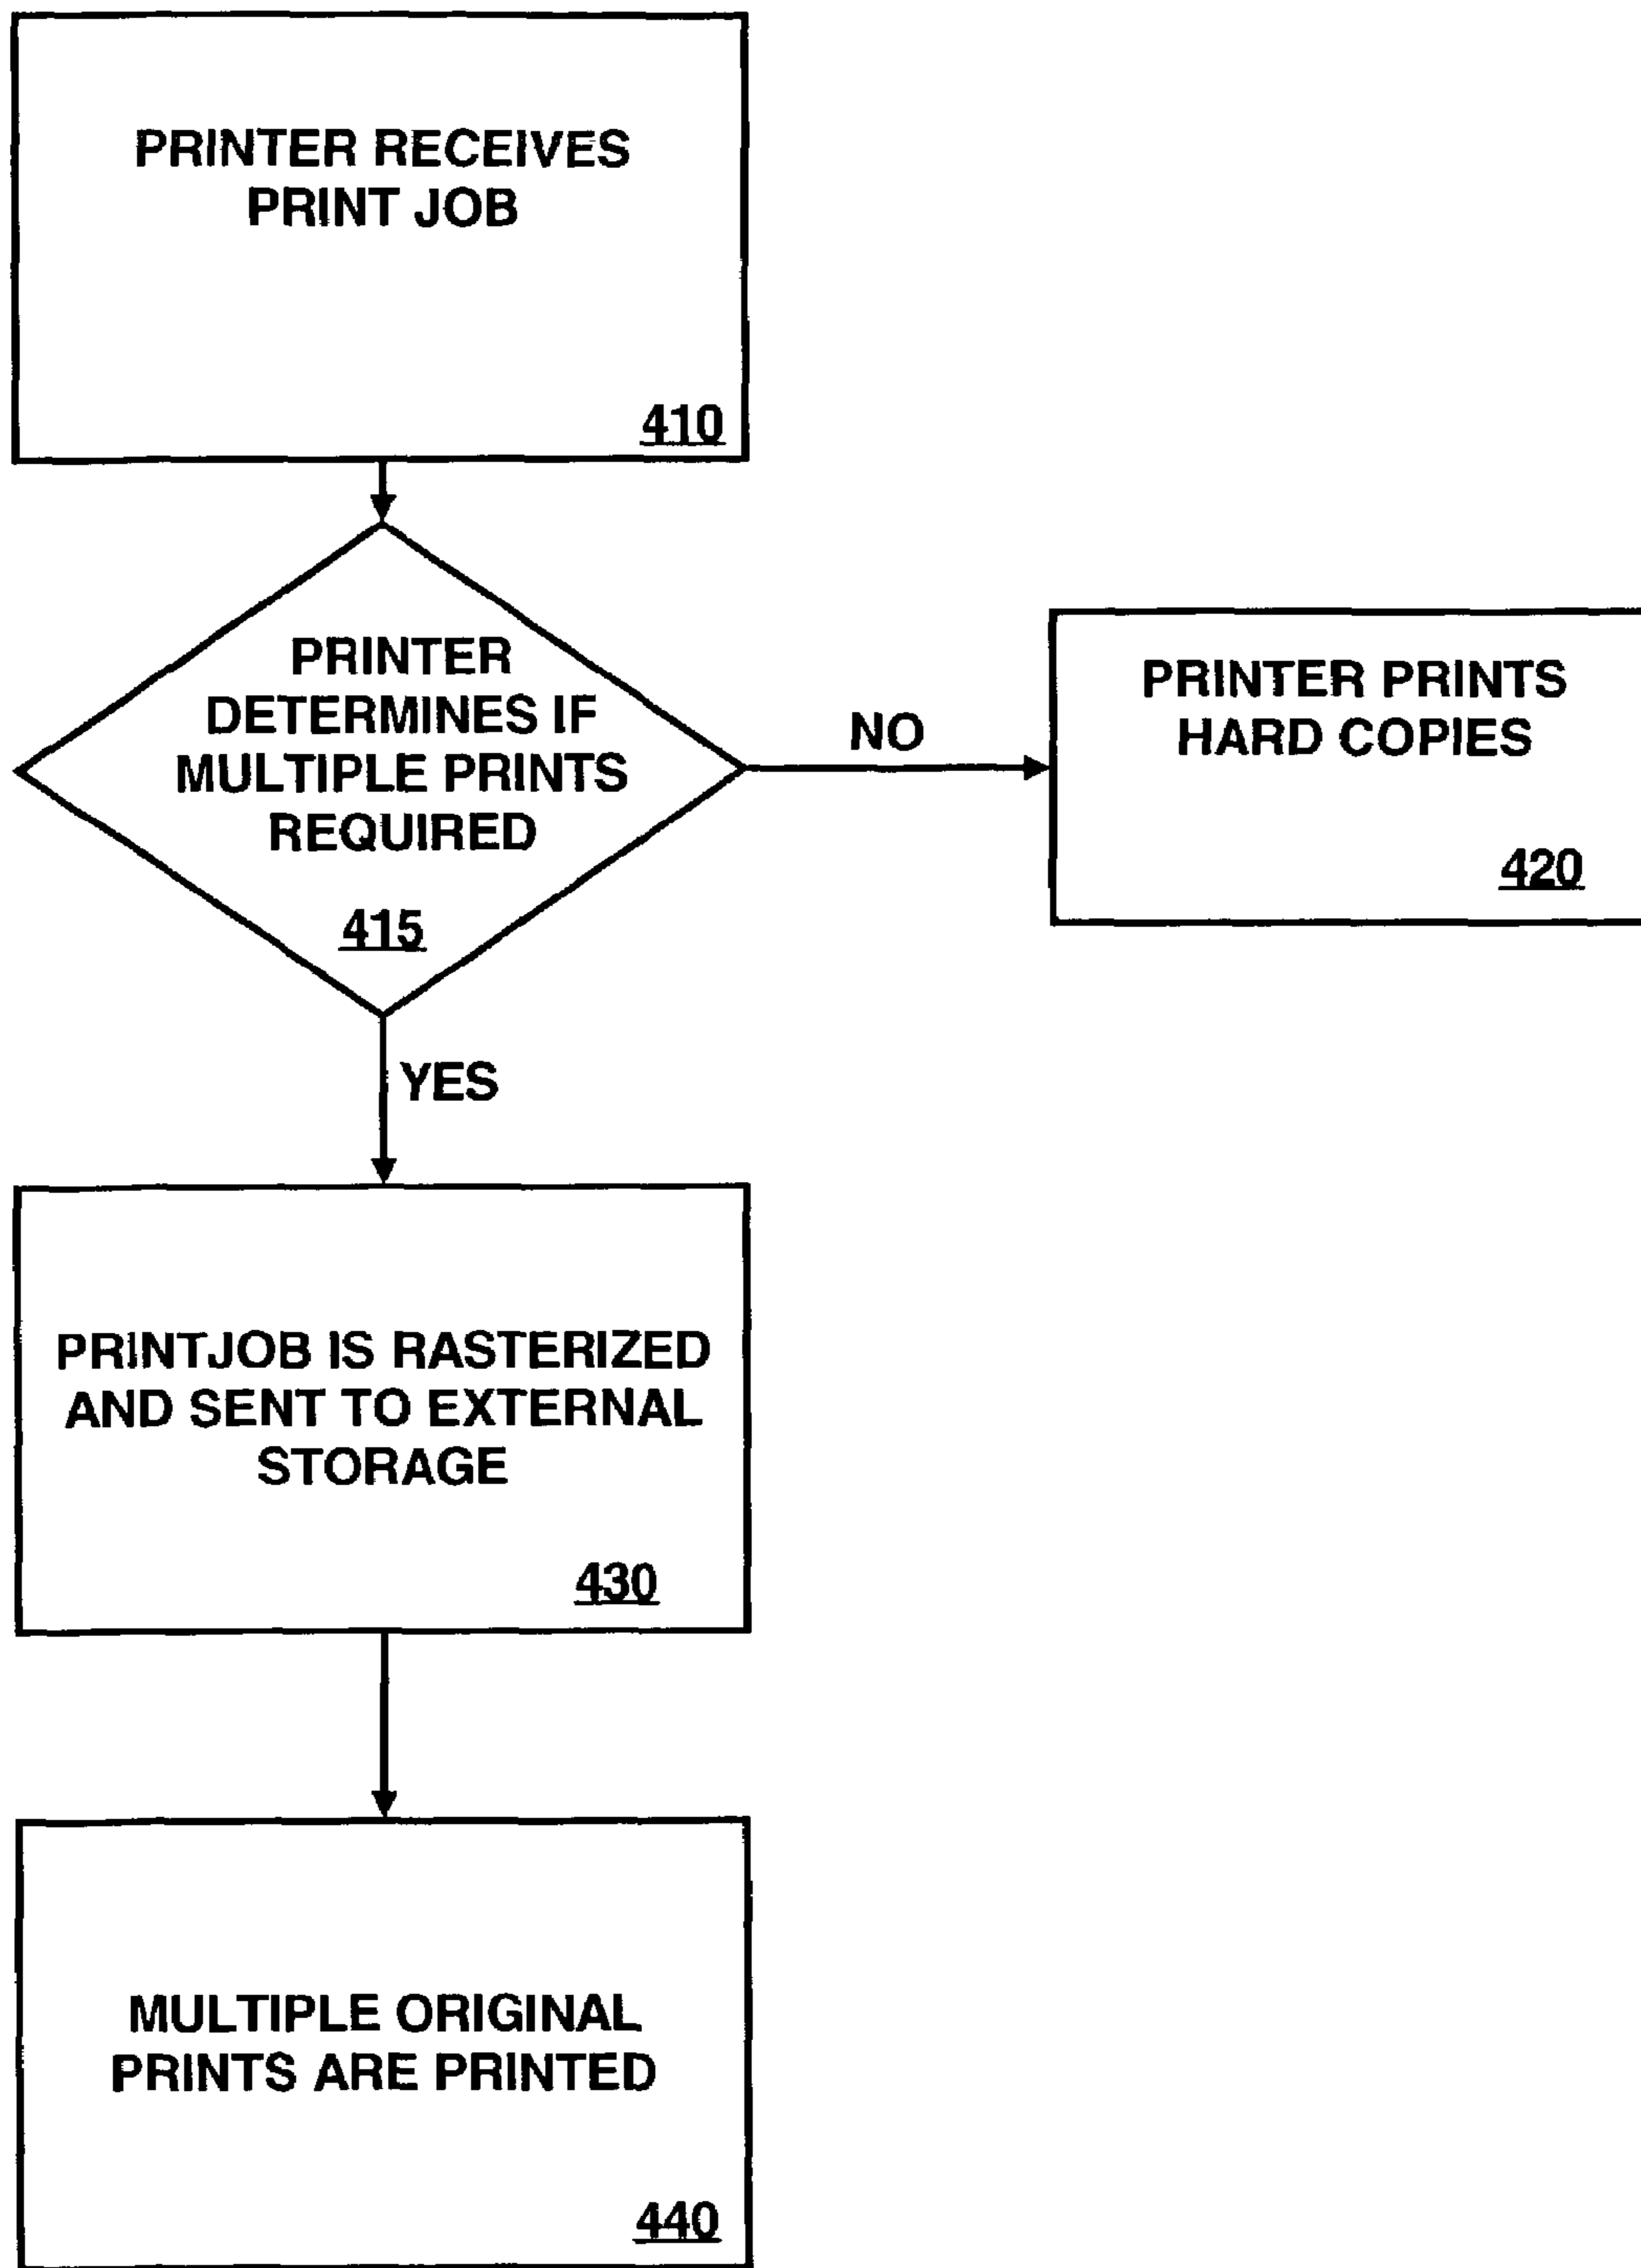 PRINTER RECEIVES
PRINT JOB
410
PRINTER
DETERMINES IF
MULTIPLE PRINTS
REQUIRED
415
NO
PRINTER PRINTS
HARD COPIES
420
YES
PRINTJOB IS RASTERIZED
AND SENT TO EXTERNAL
STORAGE
430
MULTIPLE ORIGINAL
PRINTS ARE PRINTED
440